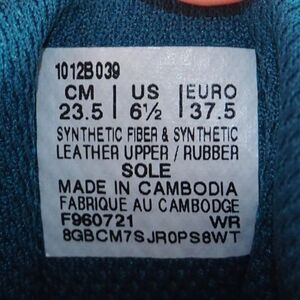 1012B039
CM | US | EURO
23.5 | 6½ | 37.5
SYNTHETIC FIBER & SYNTHETIC
LEATHER UPPER / RUBBER
SOLE
MADE IN CAMBODIA
FABRIQUE AU CAMBODGE
F960721 WR
8GBCM7SJR0PS8WT